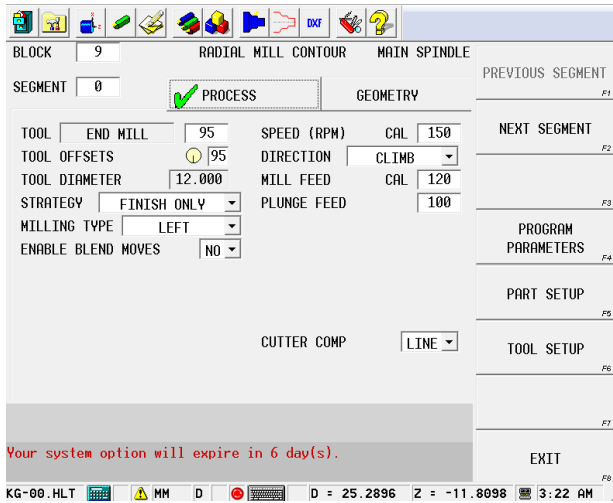 DXF
BLOCK 9 RADIAL MILL CONTOUR MAIN SPINDLE
SEGMENT 0
PROCESS GEOMETRY
TOOL END MILL 95 SPEED (RPM) CAL 150
TOOL OFFSETS 95 DIRECTION CLIMB
TOOL DIAMETER 12.000 MILL FEED CAL 120
STRATEGY FINISH ONLY PLUNGE FEED 100
MILLING TYPE LEFT
ENABLE BLEND MOVES NO
CUTTER COMP LINE
PREVIOUS SEGMENT
F1
NEXT SEGMENT
F2
F3
PROGRAM
PARAMETERS
F4
PART SETUP
F5
TOOL SETUP
F6
F7
EXIT
F8
Your system option will expire in 6 day(s).
KG-00.HLT MM D D = 25.2896 Z = -11.8098 3:22 AM